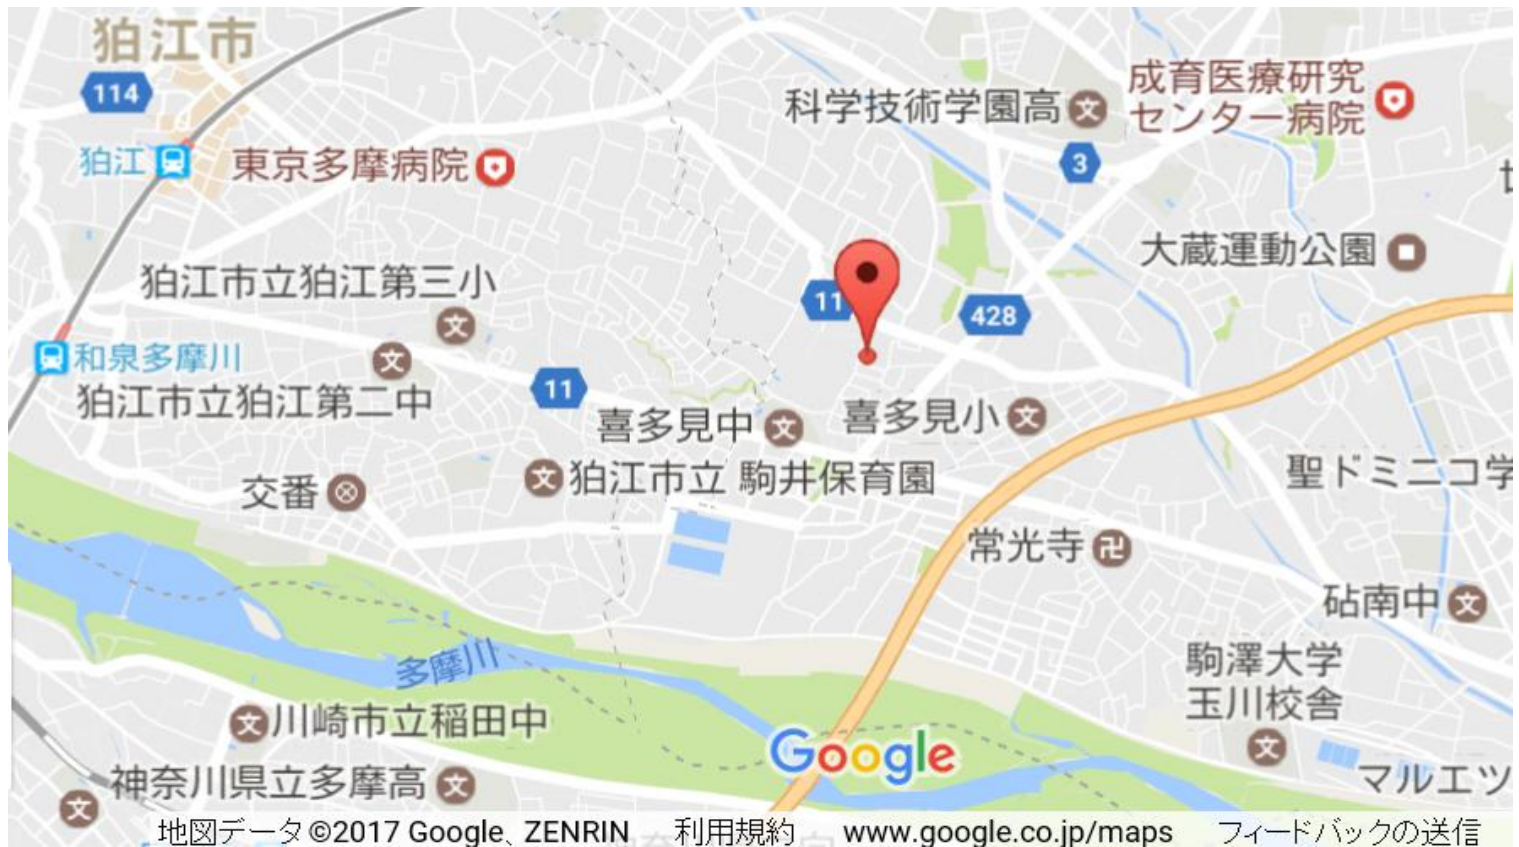 狛江市
114
成育医療研究
センター病院
科学技術学園高
狛江
東京多摩病院
3
大蔵運動公園
狛江市立狛江第三小
11
428
和泉多摩川
狛江市立狛江第二中
11
喜多見中
喜多見小
狛江市立 駒井保育園
聖ドミニコ学
交番
常光寺
砧南中
多摩川
駒澤大学
玉川校舎
川崎市立稲田中
Google
神奈川県立多摩高
マルエツ
地図データ ©2017 Google、ZENRIN 利用規約 www.google.co.jp/maps フィードバックの送信